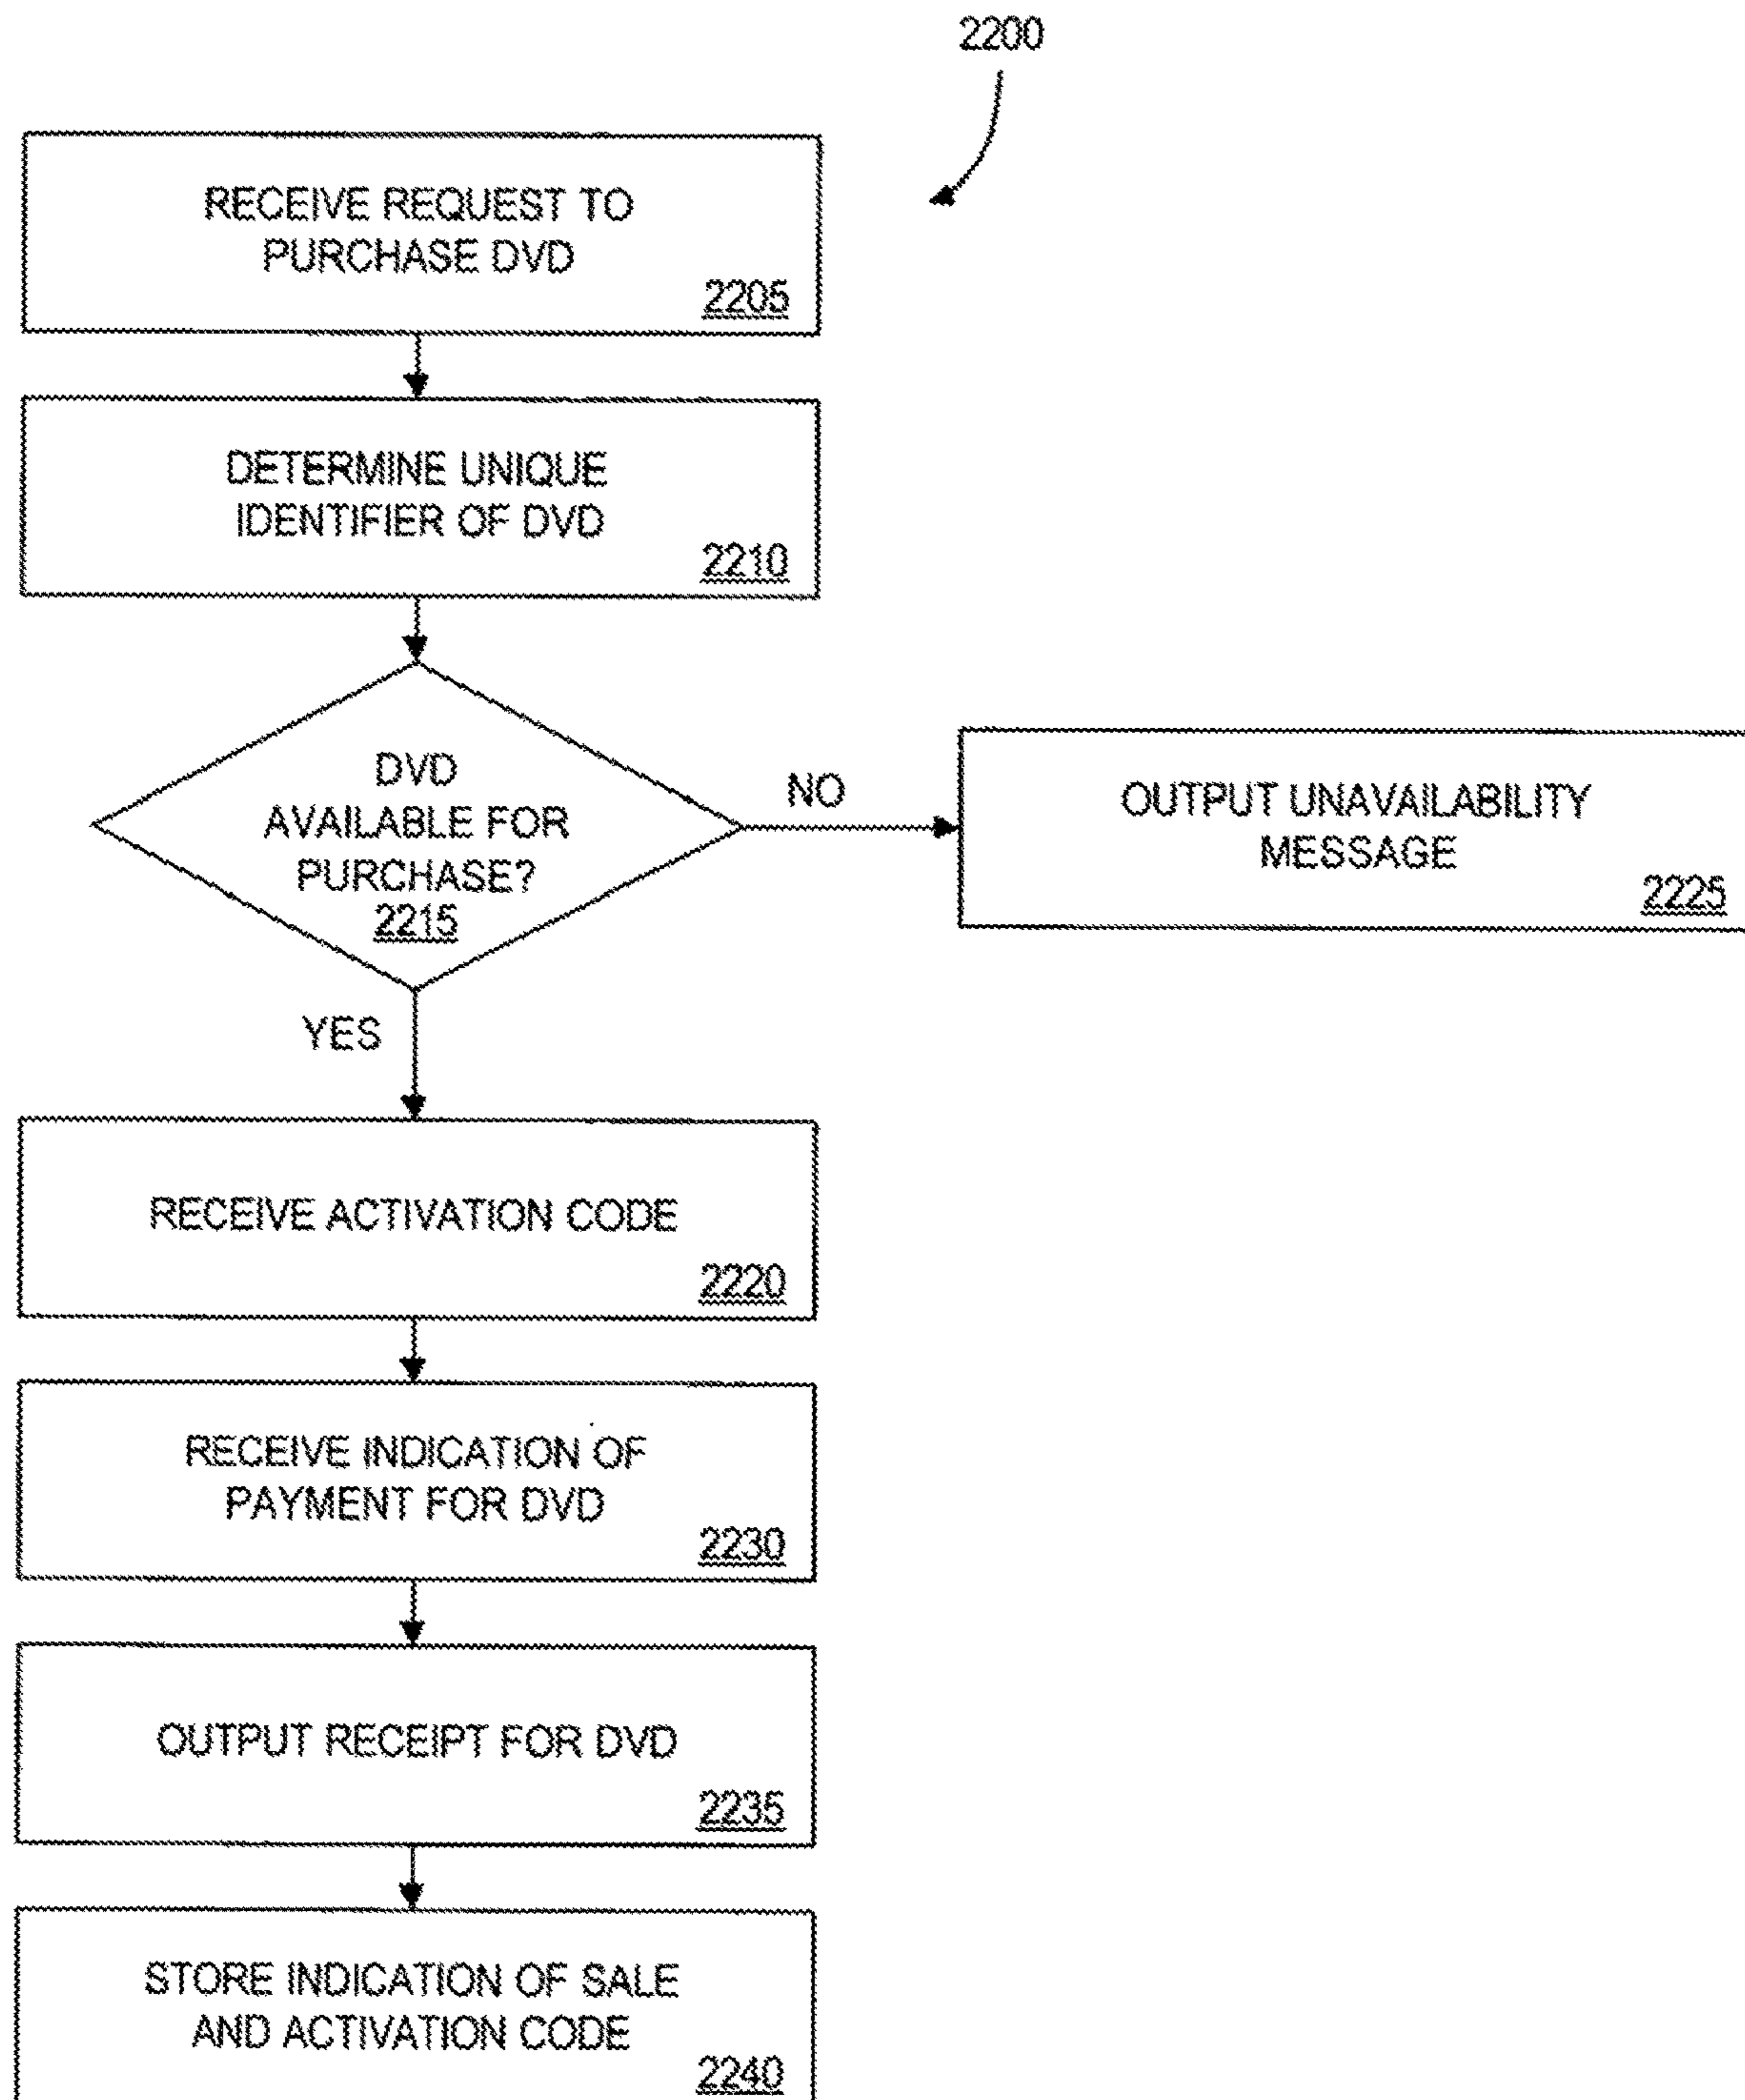 2200
RECEIVE REQUEST TO
PURCHASE DVD
2205
DETERMINE UNIQUE
IDENTIFIER OF DVD
2210
DVD
AVAILABLE FOR
PURCHASE?
2215
NO
OUTPUT UNAVAILABILITY
MESSAGE
2225
YES
RECEIVE ACTIVATION CODE
2220
RECEIVE INDICATION OF
PAYMENT FOR DVD
2230
OUTPUT RECEIPT FOR DVD
2235
STORE INDICATION OF SALE
AND ACTIVATION CODE
2240